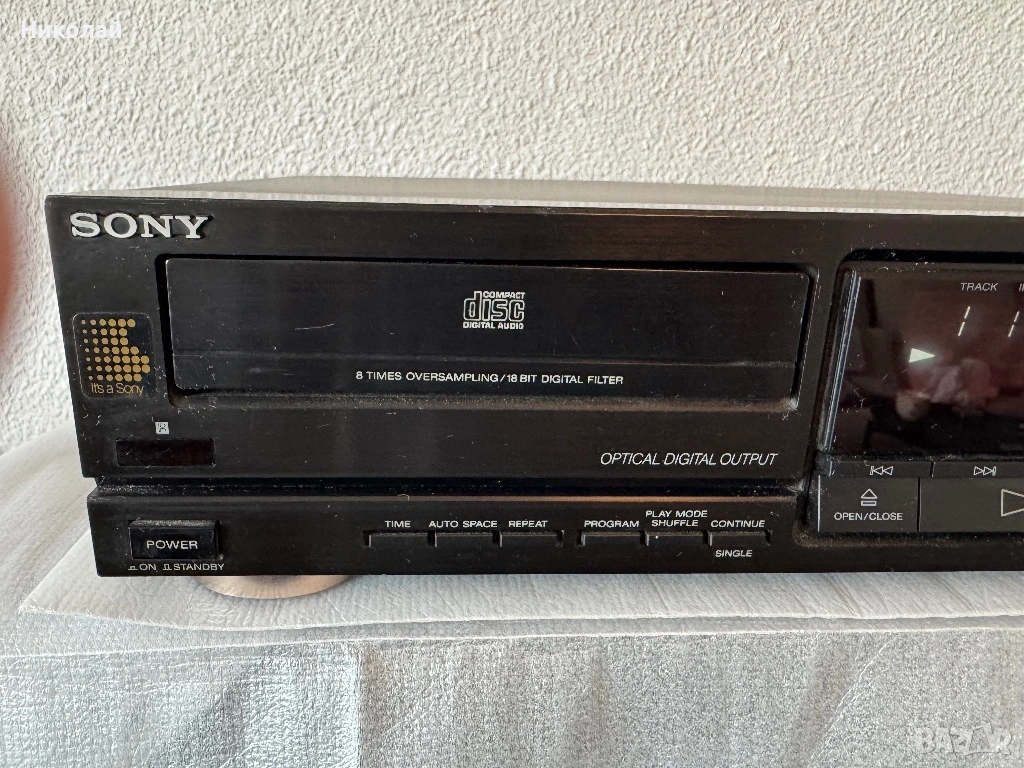 Николай
SONY
COMPACT
disc
DIGITAL AUDIO
TRACK
It's a Sony
8 TIMES OVERSAMPLING/18 BIT DIGITAL FILTER
OPTICAL DIGITAL OUTPUT
OPEN/CLOSE
TIME AUTO SPACE REPEAT PROGRAM PLAY MODE
SHUFFLE CONTINUE
SINGLE
POWER
ON STANDBY
BAZAR